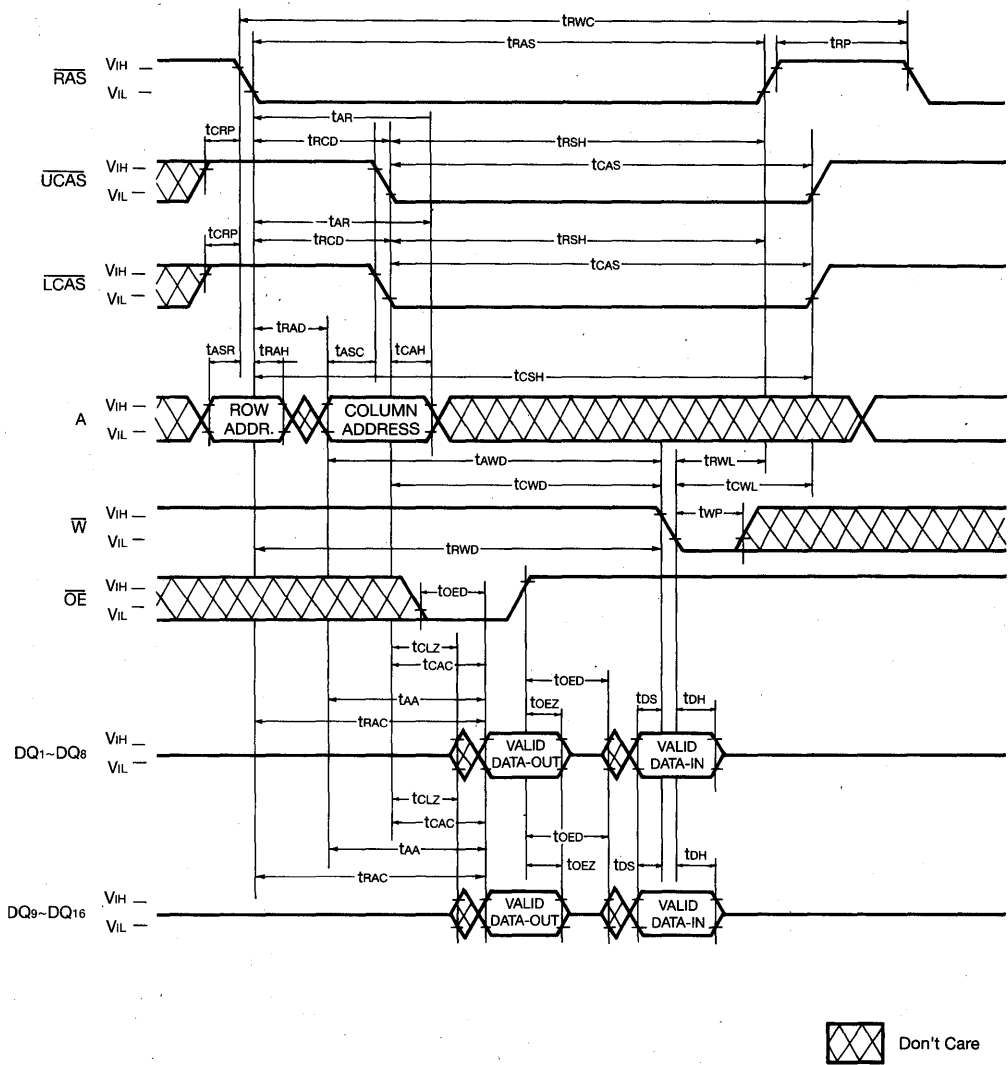 tRWC
tRAS
tRP
RAS
VIH
VIL
tAR
tCRP
tRCD
tRSH
UCAS
VIH
VIL
tCAS
tAR
tCRP
tRCD
tRSH
LCAS
VIH
VIL
tCAS
tRAD
tASR
tRAH
tASC
tCAH
tCSH
A
VIH
VIL
ROW
ADDR.
COLUMN
ADDRESS
tAWD
tRWL
tCWD
tCWL
W
VIH
VIL
tWP
tRWD
OE
VIH
VIL
tOED
tCLZ
tCAC
tOED
tAA
tOEZ
tDS
tDH
tRAC
DQ1~DQ8
VIH
VIL
VALID
DATA-OUT
VALID
DATA-IN
tCLZ
tCAC
tOED
tAA
tOEZ
tDS
tDH
tRAC
DQ9~DQ16
VIH
VIL
VALID
DATA-OUT
VALID
DATA-IN
Don't Care